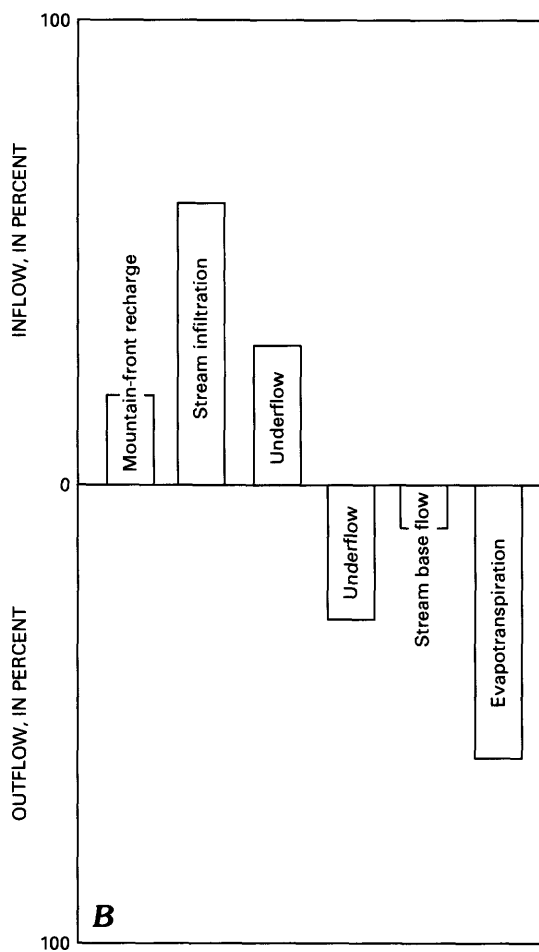 100
INFLOW, IN PERCENT
Mountain-front recharge
Stream infiltration
Underflow
0
Underflow
Stream base flow
Evapotranspiration
OUTFLOW, IN PERCENT
B
100